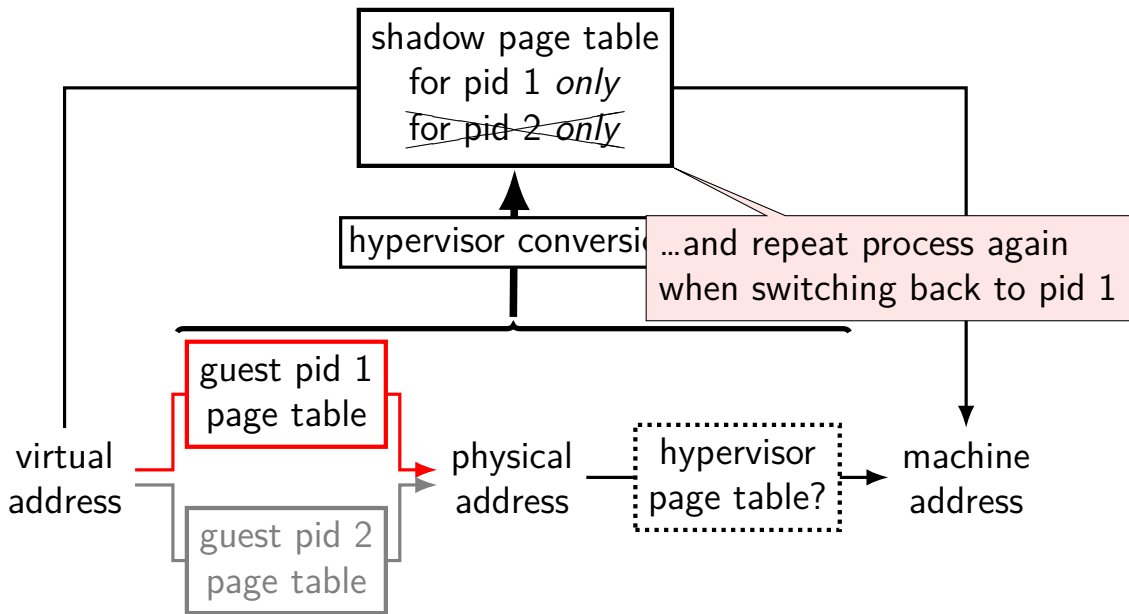 shadow page table
for pid 1 only
for pid 2 only
hypervisor conversi
…and repeat process again
when switching back to pid 1
guest pid 1
page table
virtual
address
physical
address
hypervisor
page table?
machine
address
guest pid 2
page table